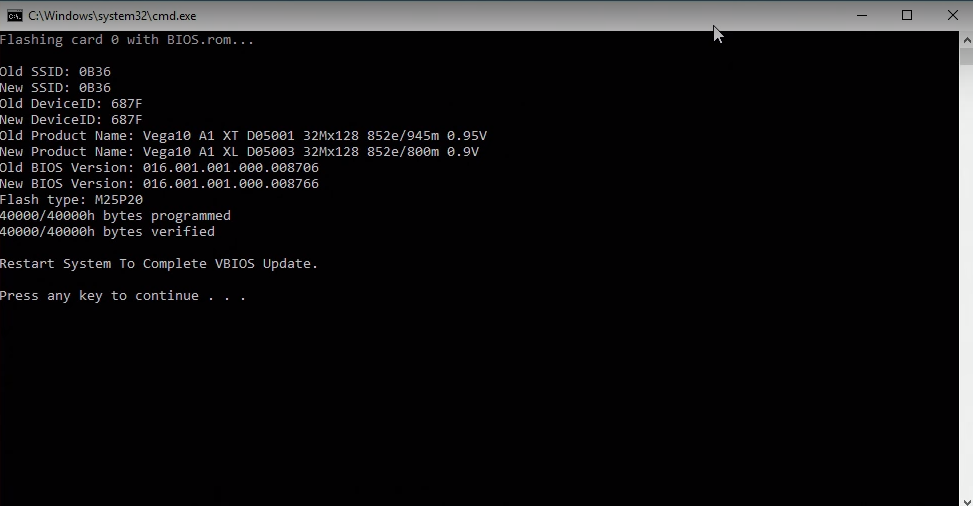 C:\Windows\system32\cmd.exe
Flashing card 0 with BIOS.rom...
Old SSID: 0B36
New SSID: 0B36
Old DeviceID: 687F
New DeviceID: 687F
Old Product Name: Vega10 A1 XT D05001 32Mx128 852e/945m 0.95V
New Product Name: Vega10 A1 XL D05003 32Mx128 852e/800m 0.9V
Old BIOS Version: 016.001.001.000.008706
New BIOS Version: 016.001.001.000.008766
Flash type: M25P20
40000/40000h bytes programmed
40000/40000h bytes verified
Restart System To Complete VBIOS Update.
Press any key to continue . . .